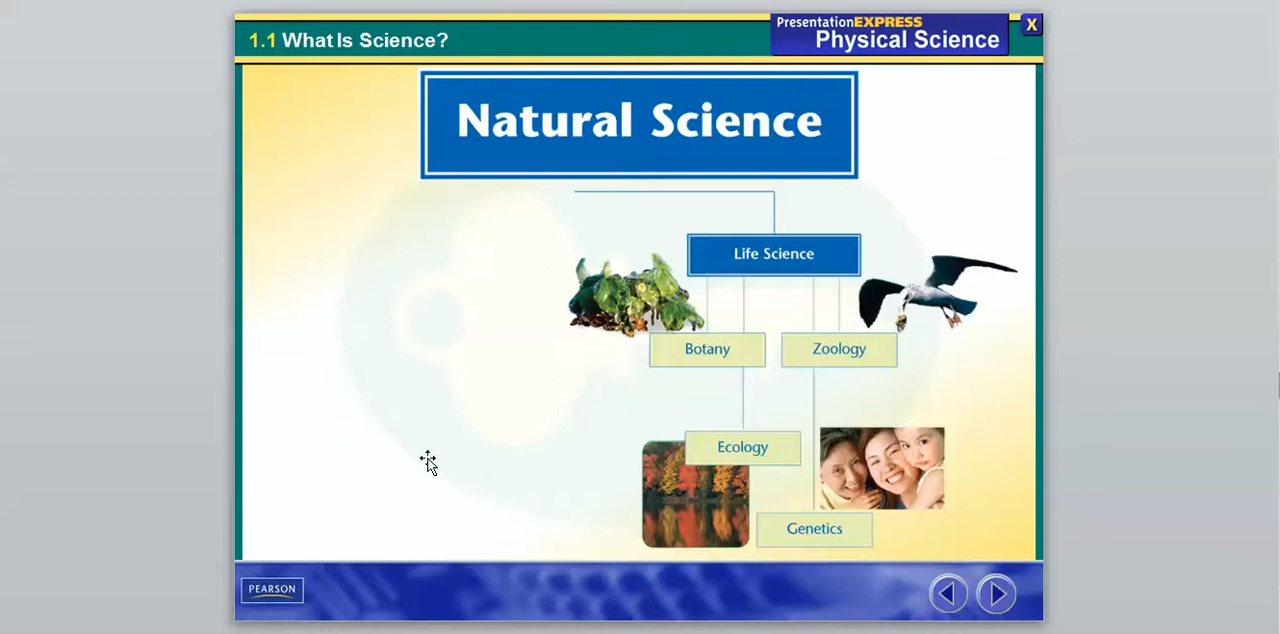 1.1 What Is Science?
PresentationEXPRESS
Physical Science
X
Natural Science
Life Science
Botany
Zoology
Ecology
Genetics
PEARSON